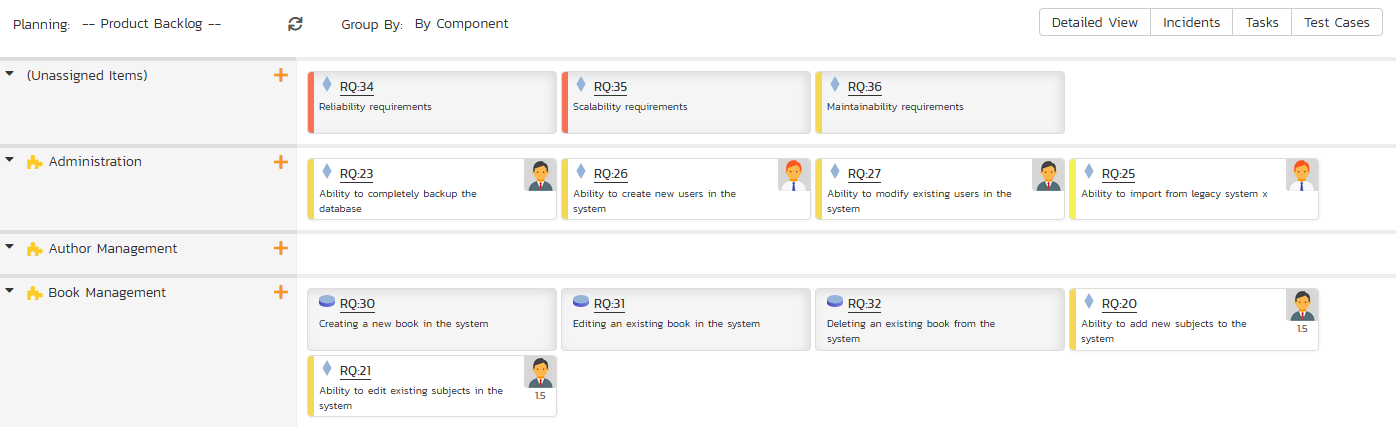 Planning: -- Product Backlog -- Group By: By Component Detailed View Incidents Tasks Test Cases
(Unassigned Items)
RQ:34 RQ:35 RQ:36
Reliability requirements Scalability requirements Maintainability requirements
Administration
RQ:23
Ability to completely backup the
database
RQ:26
Ability to create new users in the
system
RQ:27
Ability to modify existing users in the
system
RQ:25
Ability to import from legacy system x
Author Management
Book Management
RQ:30
Creating a new book in the system
RQ:31
Editing an existing book in the system
RQ:32
Deleting an existing book from the
system
RQ:20
Ability to add new subjects to the
system
1.5
RQ:21
Ability to edit existing subjects in the
system
1.5